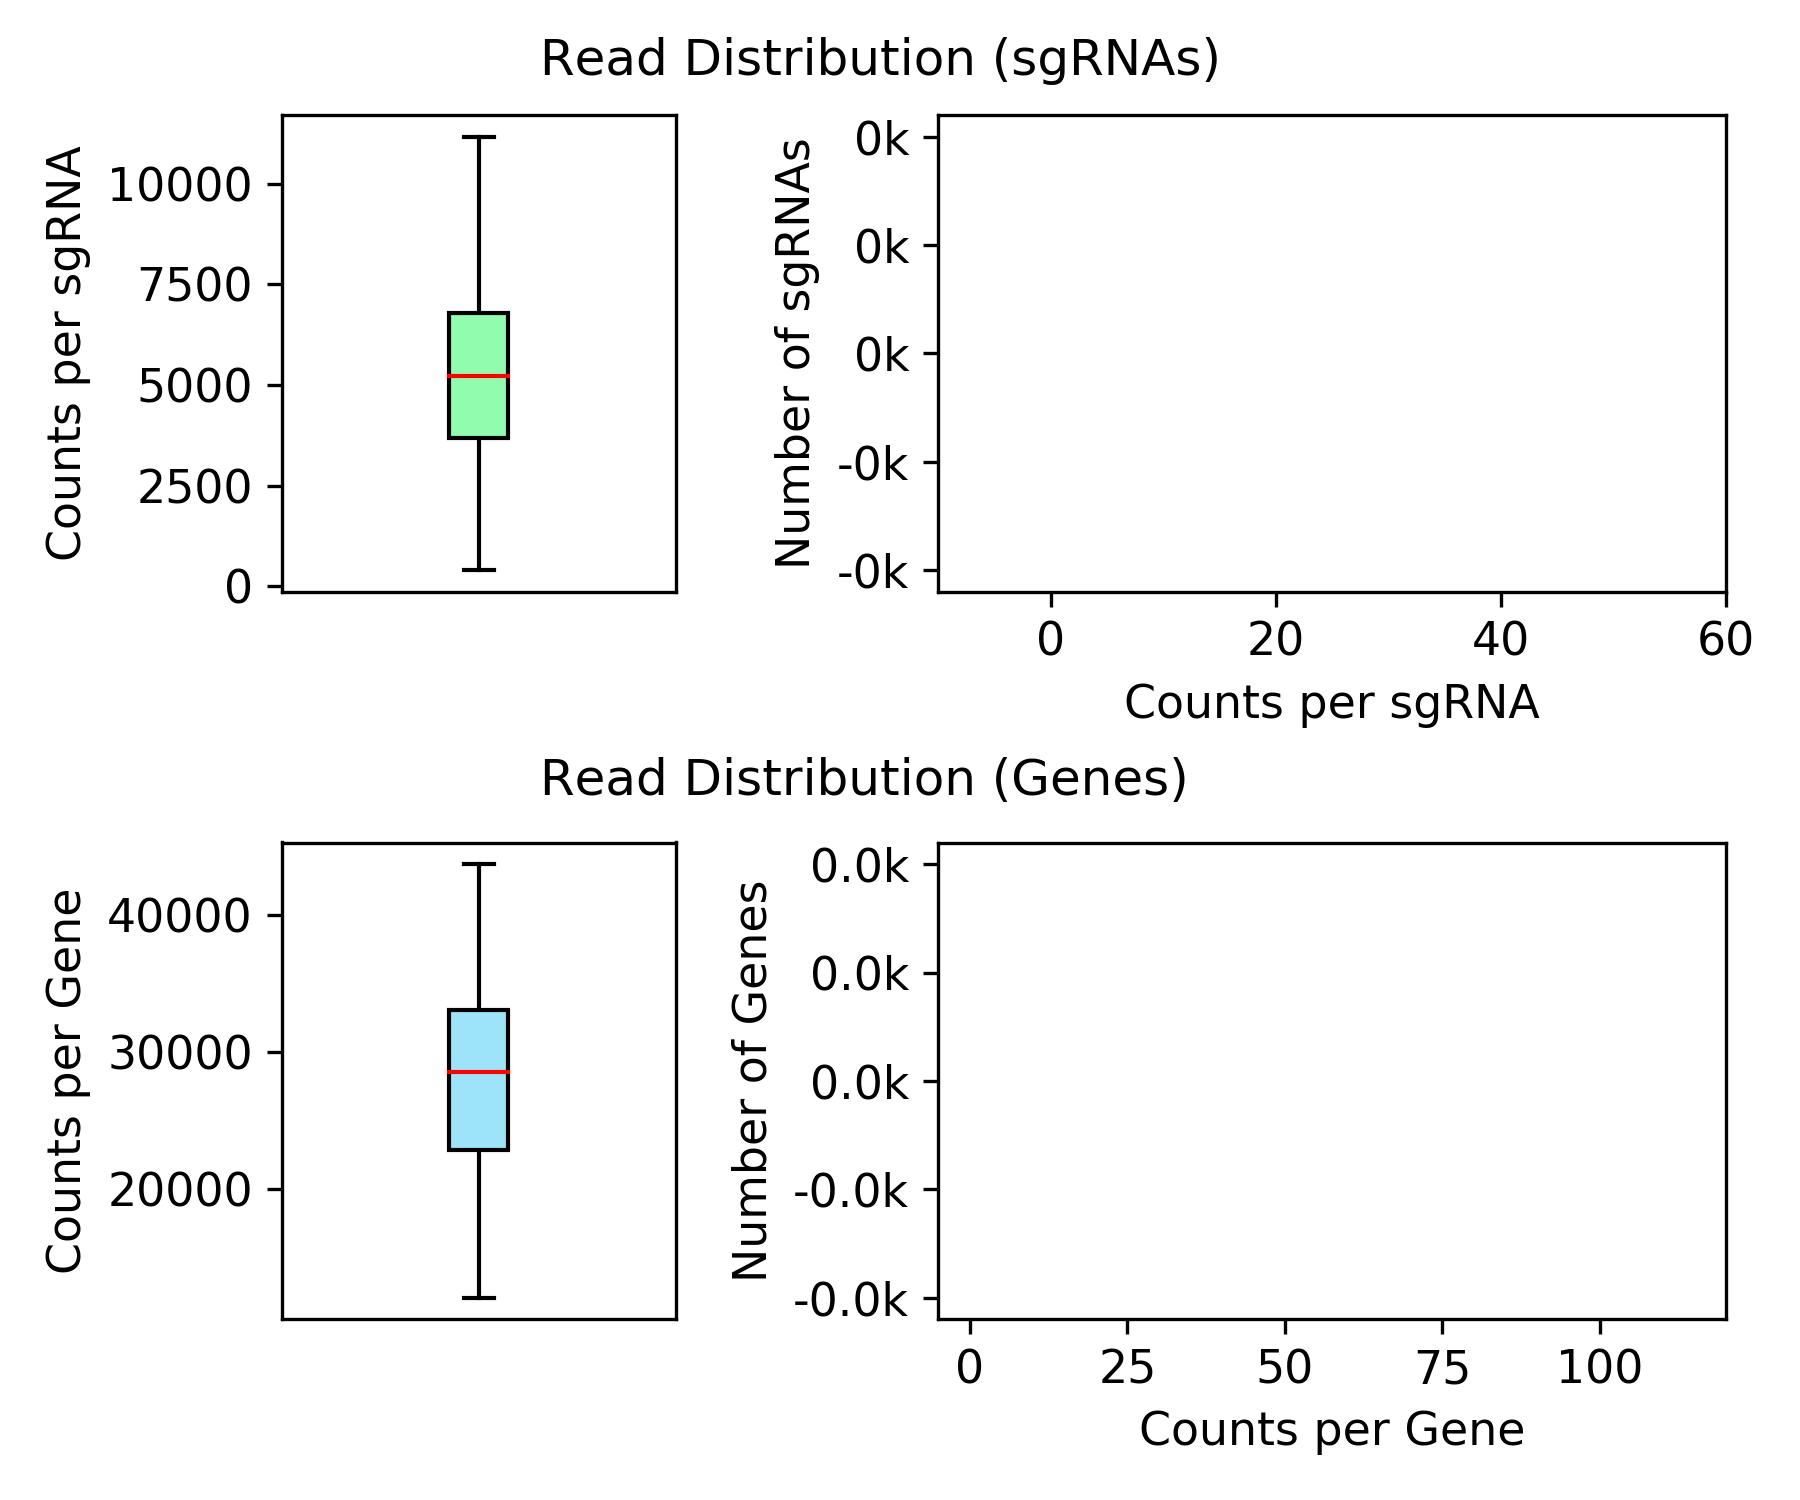 Read Distribution (sgRNAs)
Counts per sgRNA
10000
7500
5000
2500
0
Number of sgRNAs
0k
0k
0k
-0k
-0k
0 20 40 60
Counts per sgRNA
Read Distribution (Genes)
Counts per Gene
40000
30000
20000
Number of Genes
0.0k
0.0k
0.0k
-0.0k
-0.0k
0 25 50 75 100
Counts per Gene